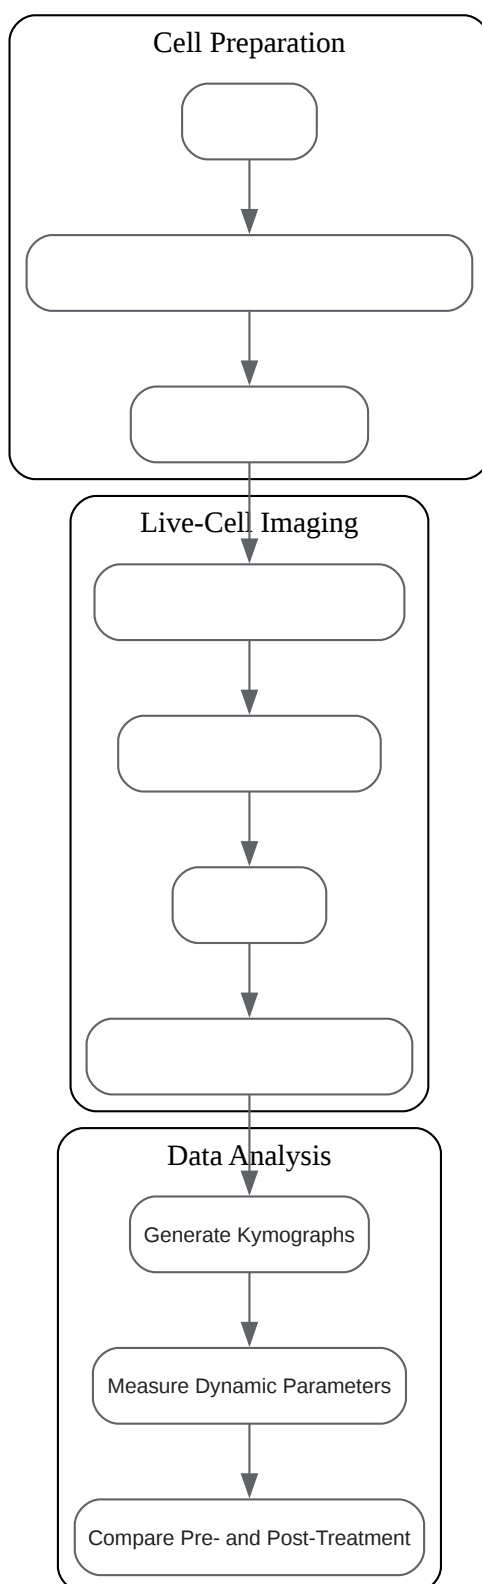 Cell Preparation
Live-Cell Imaging
Data Analysis
Generate Kymographs
Measure Dynamic Parameters
Compare Pre- and Post-Treatment